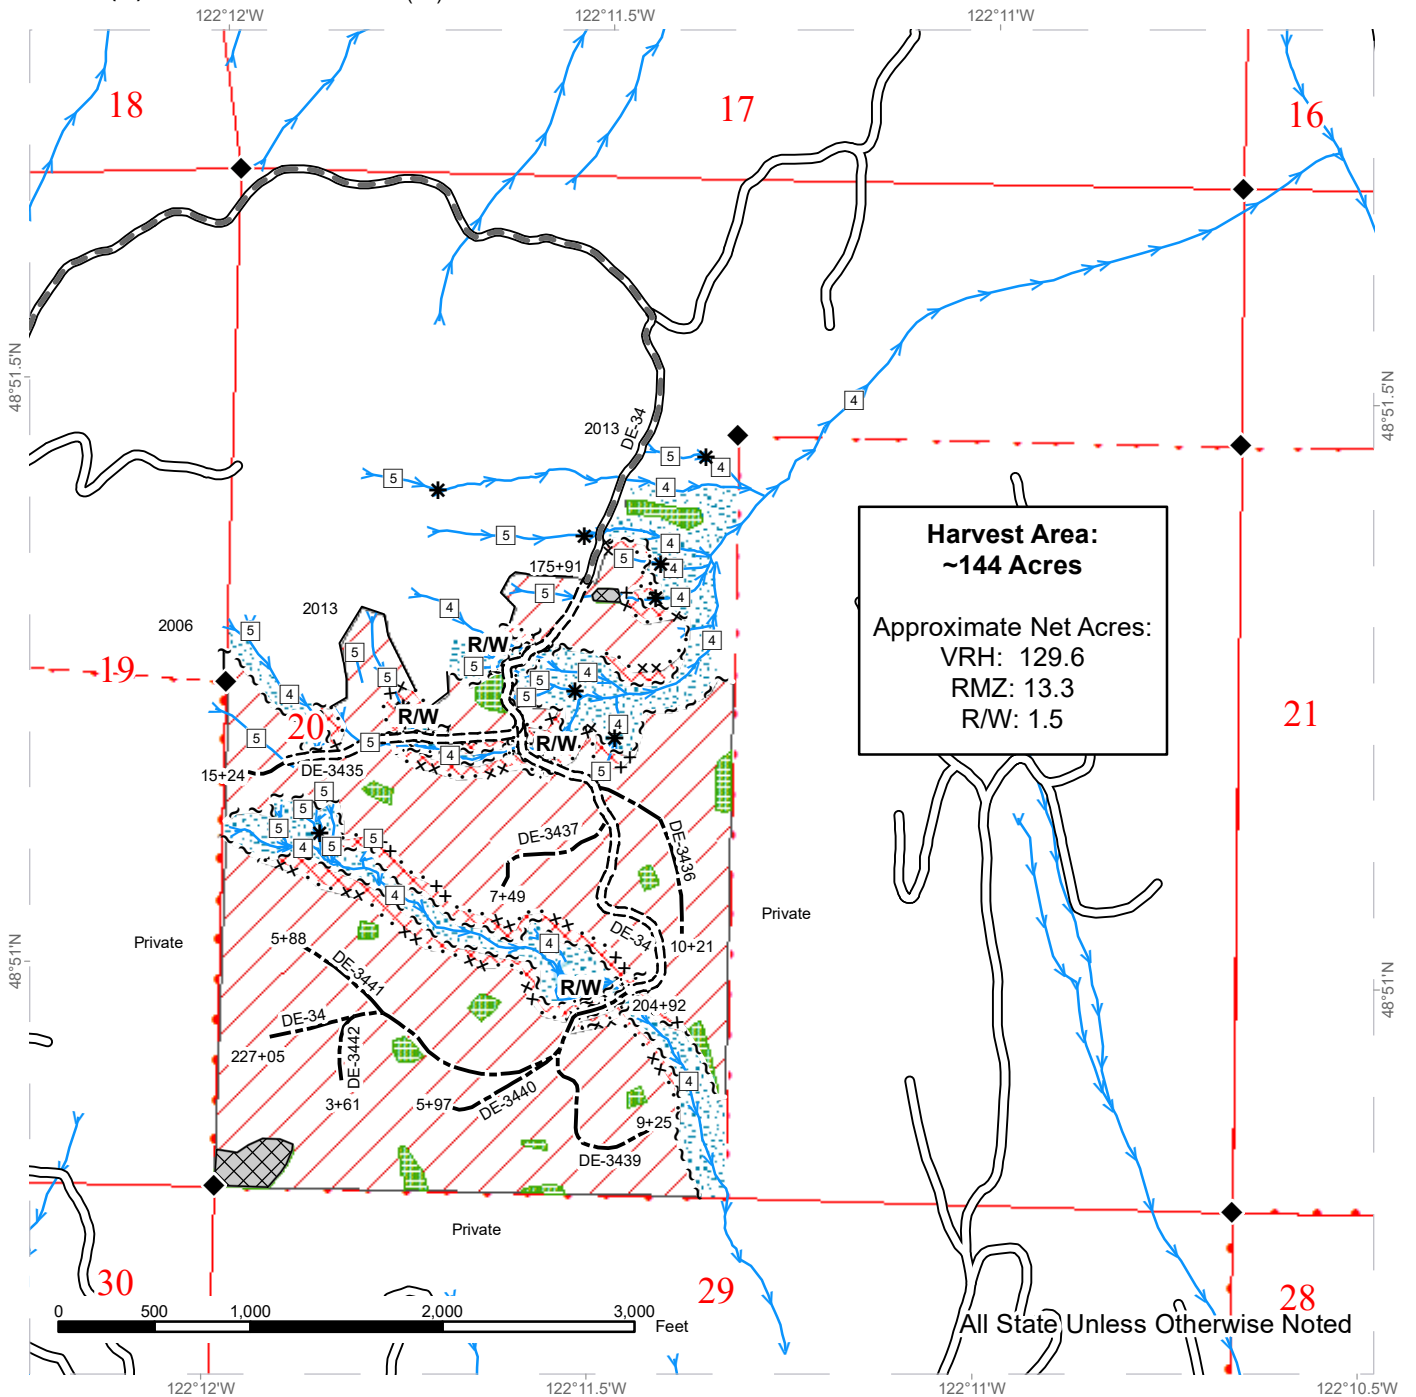 122°12'W
122°11.5'W
122°11'W
18
17
16
48°51.5'N
48°51.5'N
4
DE-34
2013
5
4
5
4
5
4
5
4
175+91
5
4
4
2013
2006
5
R/W
4
5
5
5
5
4
5
19
4
R/W
20
4
5
5
4
R/W
5
15+24
DE-3435
5
5
5
4
5
5
DE-3437
DE-3436
4
7+49
Harvest Area:
~144 Acres
Approximate Net Acres:
VRH: 129.6
RMZ: 13.3
R/W: 1.5
21
Private
Private
5+88
4
DE-34
10+21
48°51'N
48°51'N
DE-3441
R/W
204+92
DE-34
227+05
DE-3442
3+61
5+97
DE-3440
4
9+25
DE-3439
Private
30
29
28
0
500
1,000
2,000
3,000
Feet
All State Unless Otherwise Noted
122°12'W
122°11.5'W
122°11'W
122°10.5'W